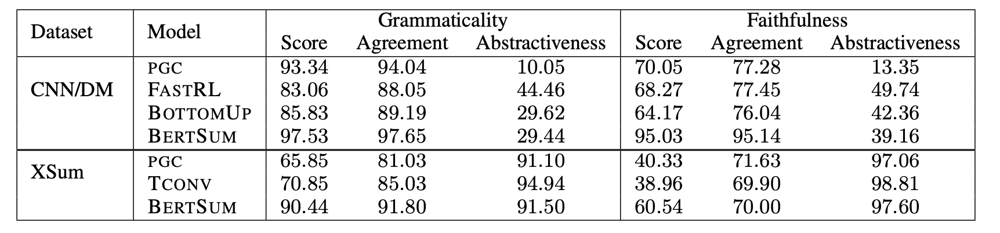 Dataset Model Grammaticality Faithfulness
Score Agreement Abstractiveness Score Agreement Abstractiveness
CNN/DM PGC 93.34 94.04 10.05 70.05 77.28 13.35
FASTRL 83.06 88.05 44.46 68.27 77.45 49.74
BOTTOMUP 85.83 89.19 29.62 64.17 76.04 42.36
BERTSUM 97.53 97.65 29.44 95.03 95.14 39.16
XSum PGC 65.85 81.03 91.10 40.33 71.63 97.06
TCONV 70.85 85.03 94.94 38.96 69.90 98.81
BERTSUM 90.44 91.80 91.50 60.54 70.00 97.60